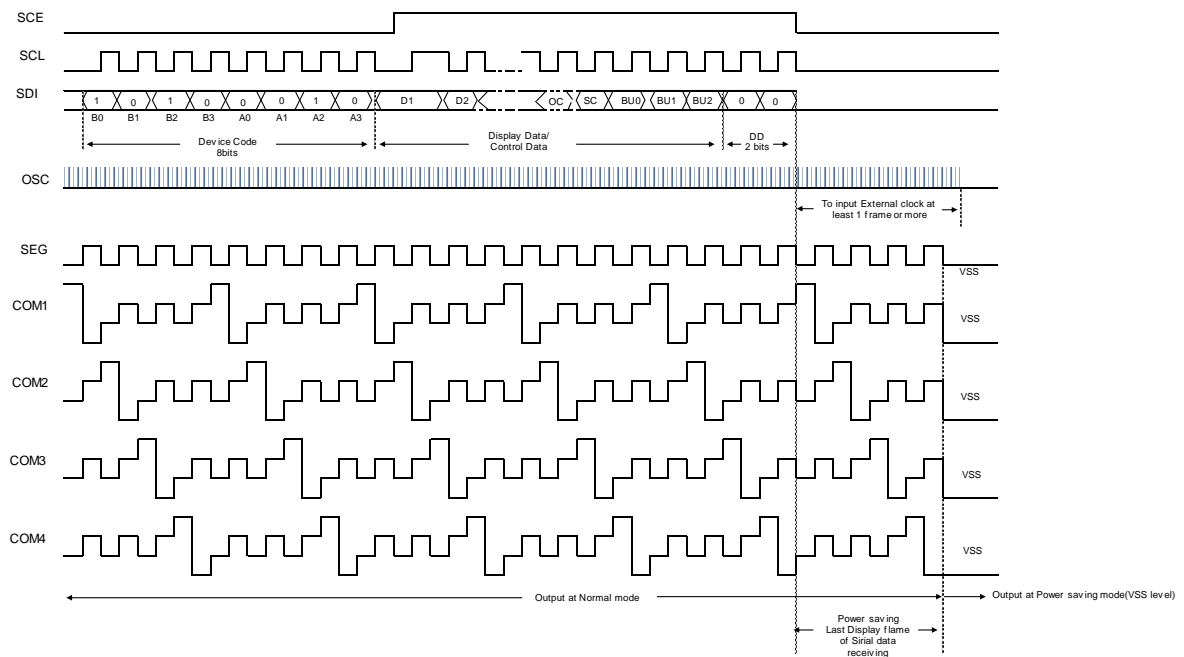 SCE
SCL
SDI
1 0 1 0 0 0 1 0 D1 D2 OC SC BU0 BU1 BU2 0 0
B0 B1 B2 B3 A0 A1 A2 A3
Device Code
8bits
Display Data/
Control Data
DD
2 bits
OSC
To input External clock at
least 1 frame or more
SEG
VSS
COM1
VSS
COM2
VSS
COM3
VSS
COM4
VSS
Output at Normal mode
Output at Power saving mode(VSS level)
Power saving
Last Display flame
of Sirial data
receiving